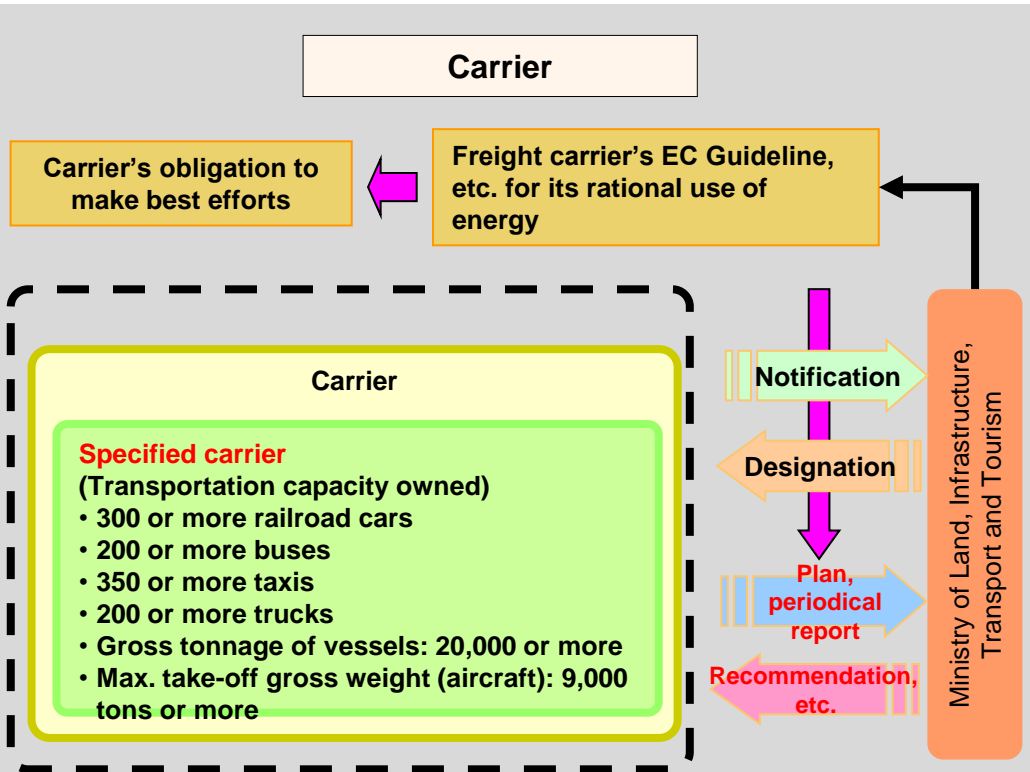 Carrier
Carrier's obligation to
make best efforts
Freight carrier's EC Guideline,
etc. for its rational use of
energy
Carrier
Specified carrier
(Transportation capacity owned)
• 300 or more railroad cars
• 200 or more buses
• 350 or more taxis
• 200 or more trucks
• Gross tonnage of vessels: 20,000 or more
• Max. take-off gross weight (aircraft): 9,000
tons or more
Notification
Designation
Plan,
periodical
report
Recommendation,
etc.
Ministry of Land, Infrastructure,
Transport and Tourism